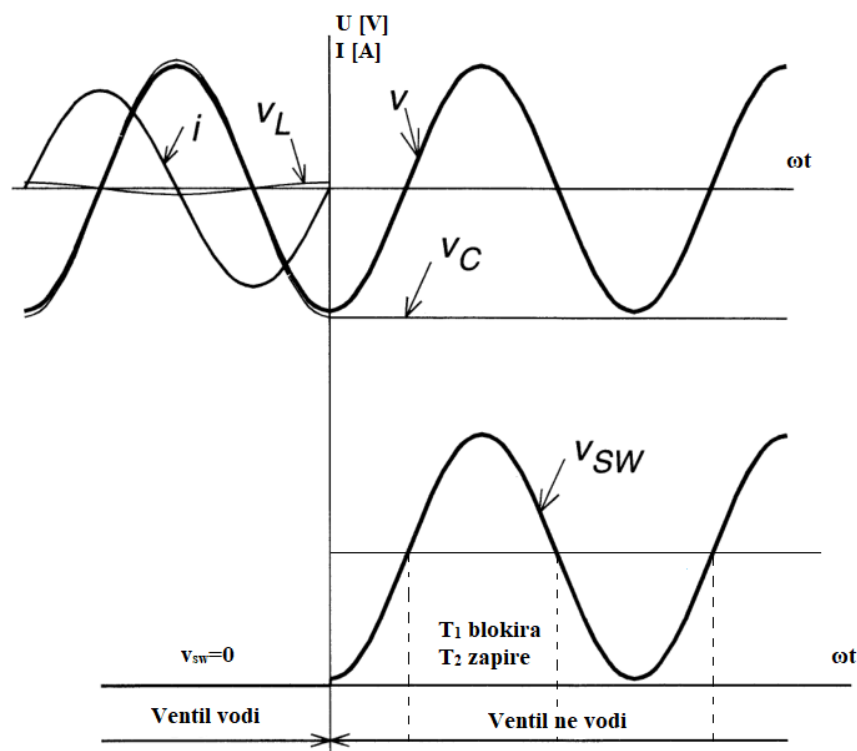 U [V]
I [A]
i
v_L
v
ωt
v_C
v_SW
T₁ blokira
T₂ zapire
v_sw=0
ωt
Ventil vodi
Ventil ne vodi